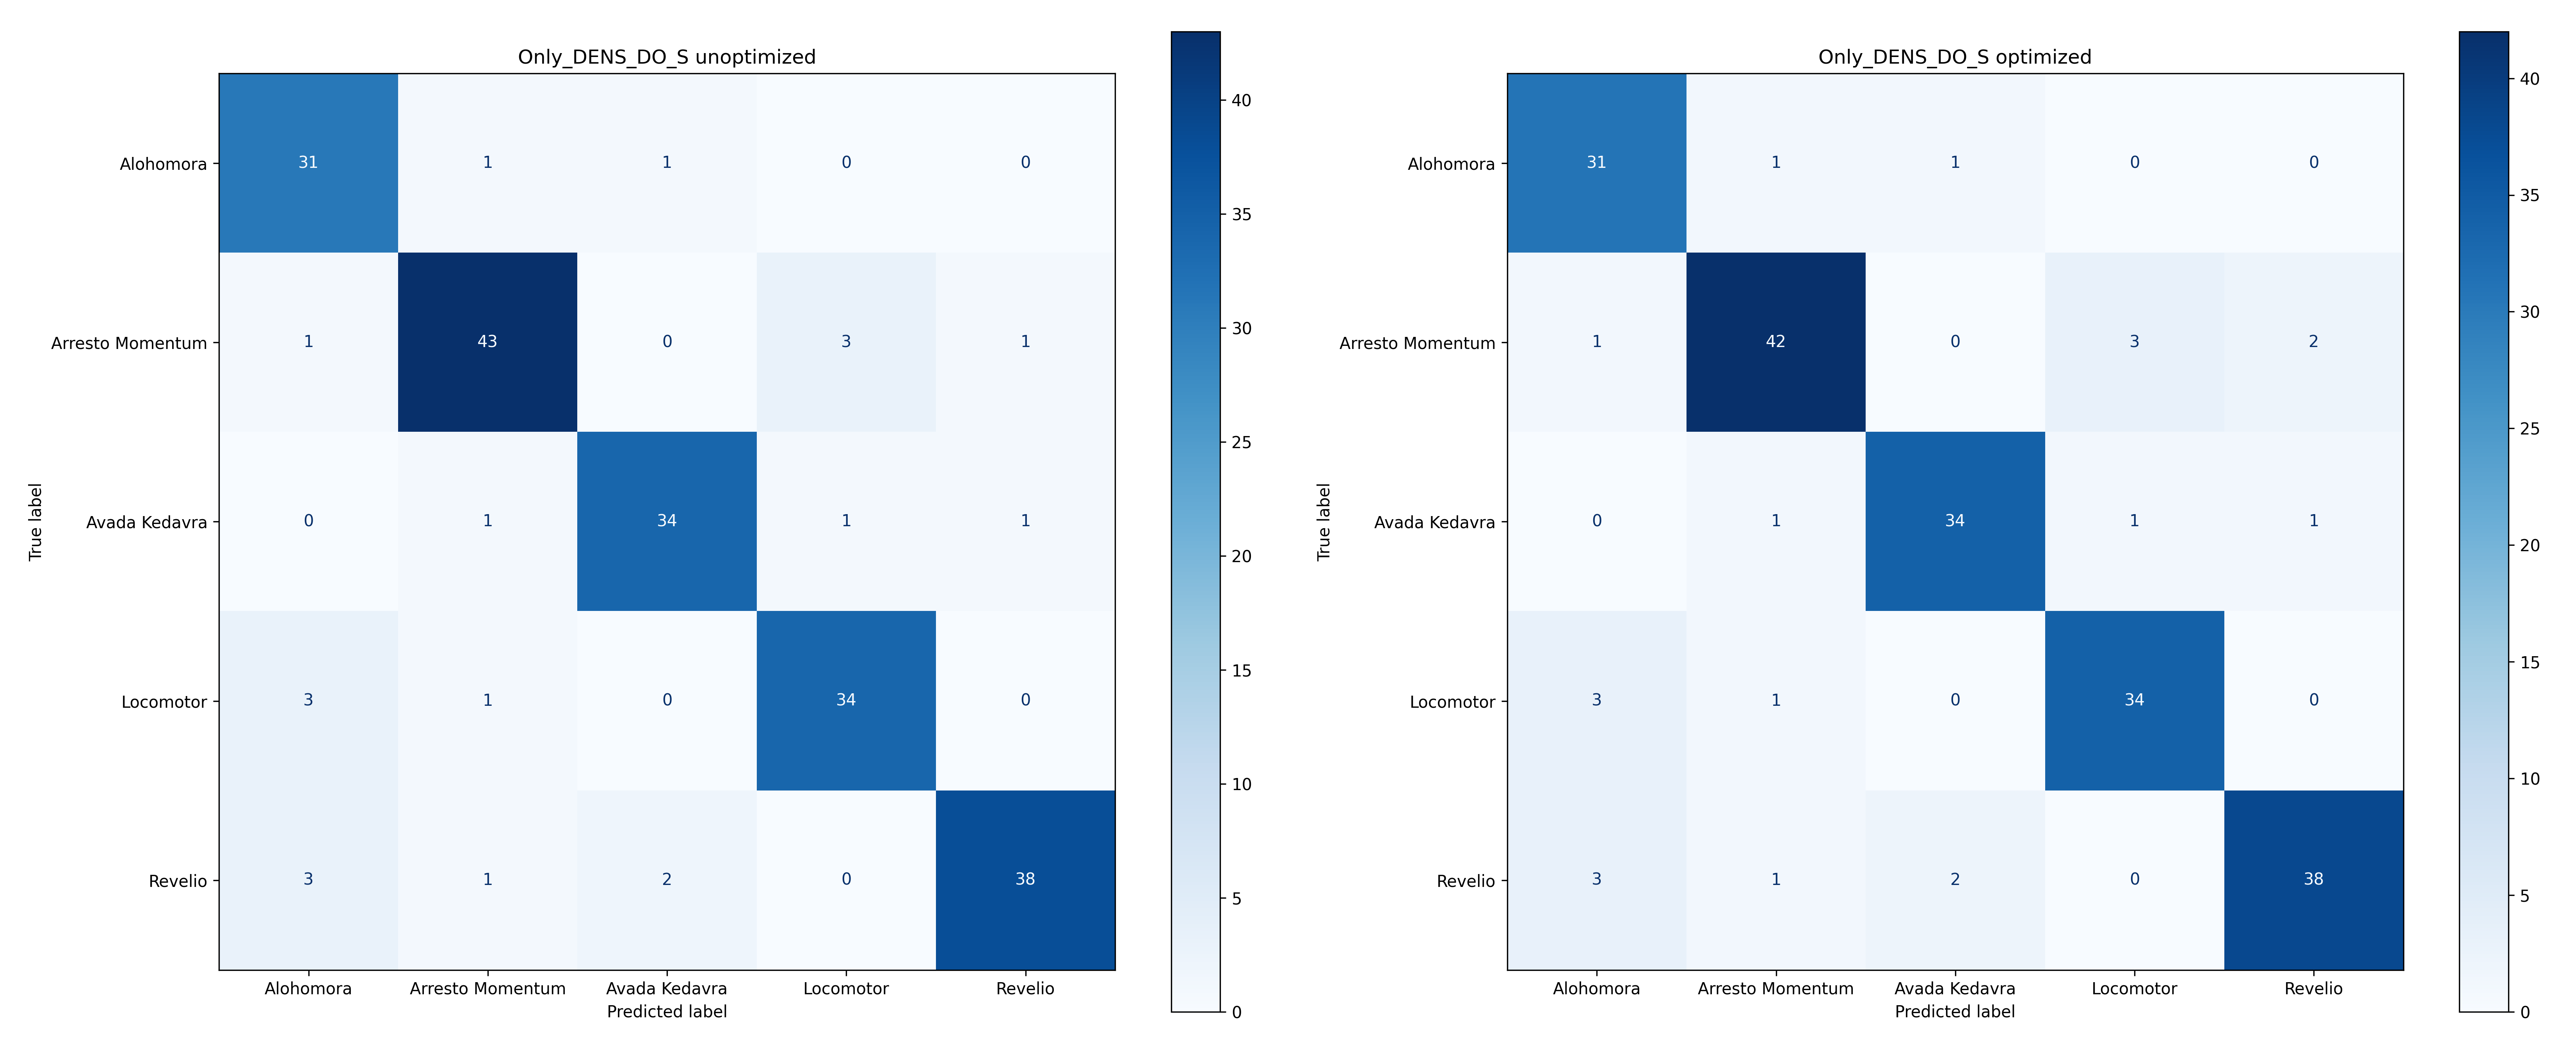 Only_DENS_DO_S unoptimized
True label
Alohomora 31 1 1 0 0
Arresto Momentum 1 43 0 3 1
Avada Kedavra 0 1 34 1 1
Locomotor 3 1 0 34 0
Revelio 3 1 2 0 38
Alohomora Arresto Momentum Avada Kedavra Locomotor Revelio
Predicted label
40
35
30
25
20
15
10
5
0
Only_DENS_DO_S optimized
True label
Alohomora 31 1 1 0 0
Arresto Momentum 1 42 0 3 2
Avada Kedavra 0 1 34 1 1
Locomotor 3 1 0 34 0
Revelio 3 1 2 0 38
Alohomora Arresto Momentum Avada Kedavra Locomotor Revelio
Predicted label
40
35
30
25
20
15
10
5
0